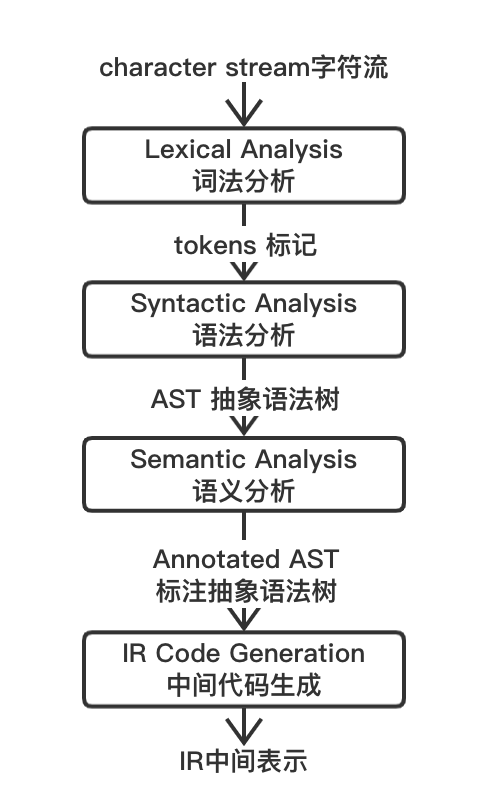 character stream字符流
Lexical Analysis
词法分析
tokens 标记
Syntactic Analysis
语法分析
AST 抽象语法树
Semantic Analysis
语义分析
Annotated AST
标注抽象语法树
IR Code Generation
中间代码生成
IR中间表示